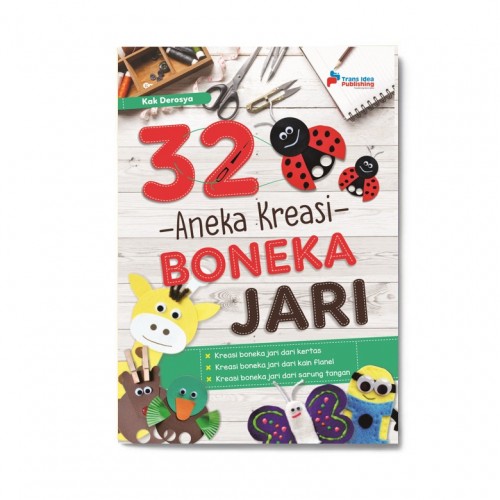 Trans Idea
Publishing
Kak Derosya
32
-Aneka Kreasi-
BONEKA
JARI
Kreasi boneka jari dari kertas
Kreasi boneka jari dari kain flanel
Kreasi boneka jari dari sarung tangan